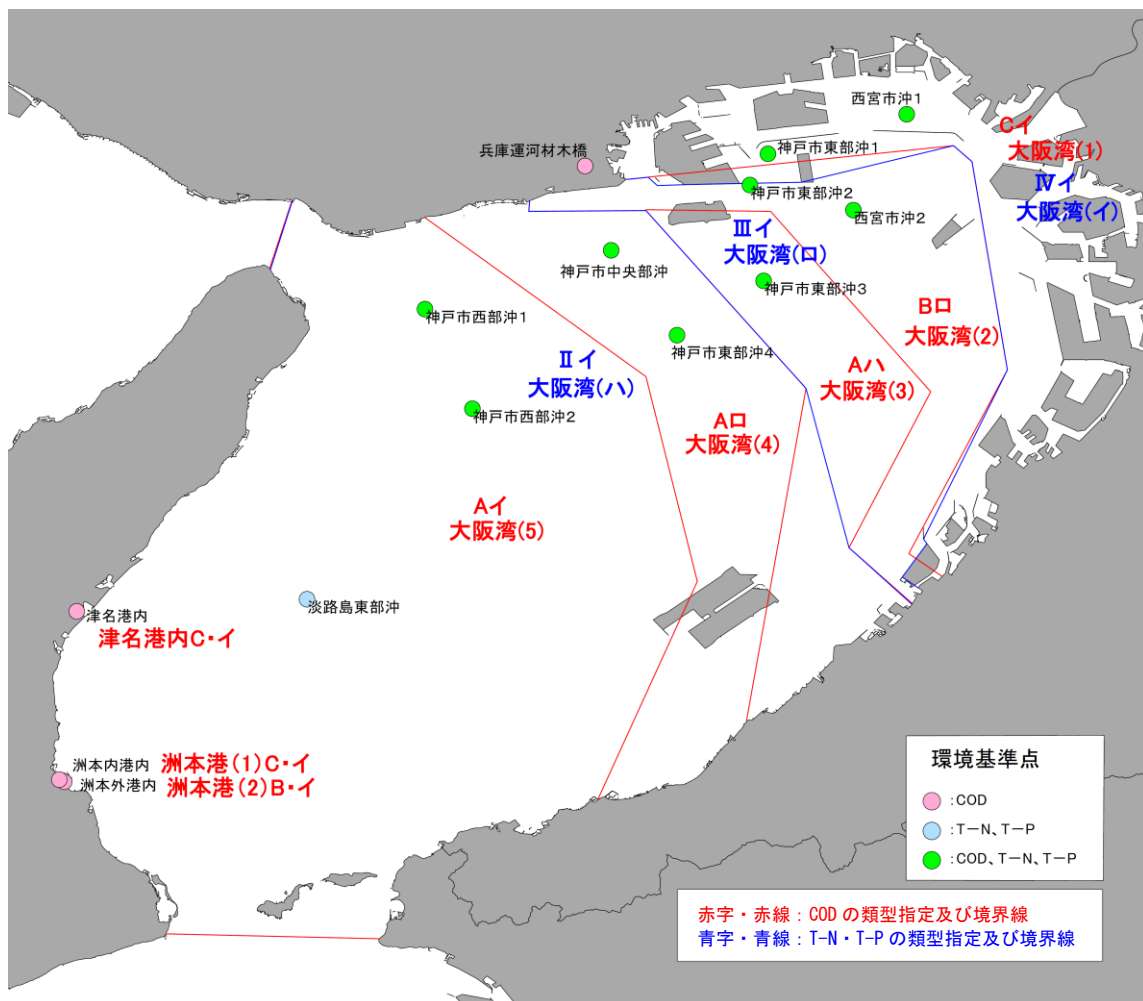 西宮市沖1
Cイ
大阪湾(1)
神戸市東部沖1
兵庫運河材木橋
Ⅳイ
大阪湾(イ)
神戸市東部沖2
西宮市沖2
Ⅲイ
大阪湾(ロ)
神戸市中央部沖
神戸市東部沖3
Bロ
大阪湾(2)
神戸市西部沖1
神戸市東部沖4
Ⅱイ
大阪湾(ハ)
Aハ
大阪湾(3)
神戸市西部沖2
Aロ
大阪湾(4)
Aイ
大阪湾(5)
淡路島東部沖
津名港内
津名港内C・イ
洲本内港内
洲本港(1)C・イ
洲本外港内
洲本港(2)B・イ
環境基準点
:COD
:T－N、T－P
:COD、T－N、T－P
赤字・赤線：CODの類型指定及び境界線
青字・青線：T-N・T-Pの類型指定及び境界線